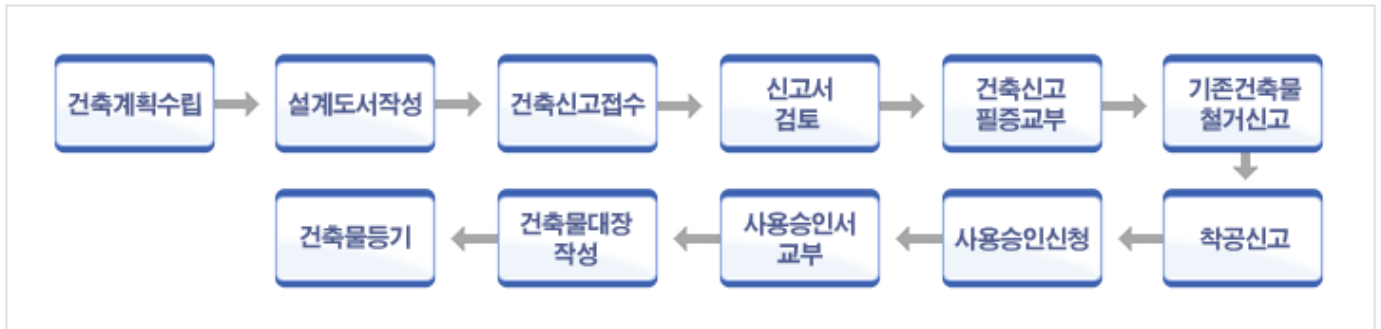 건축계획수립
설계도서작성
건축신고접수
신고서
검토
건축신고
필증교부
기존건축물
철거신고
착공신고
사용승인신청
사용승인서
교부
건축물대장
작성
건축물등기